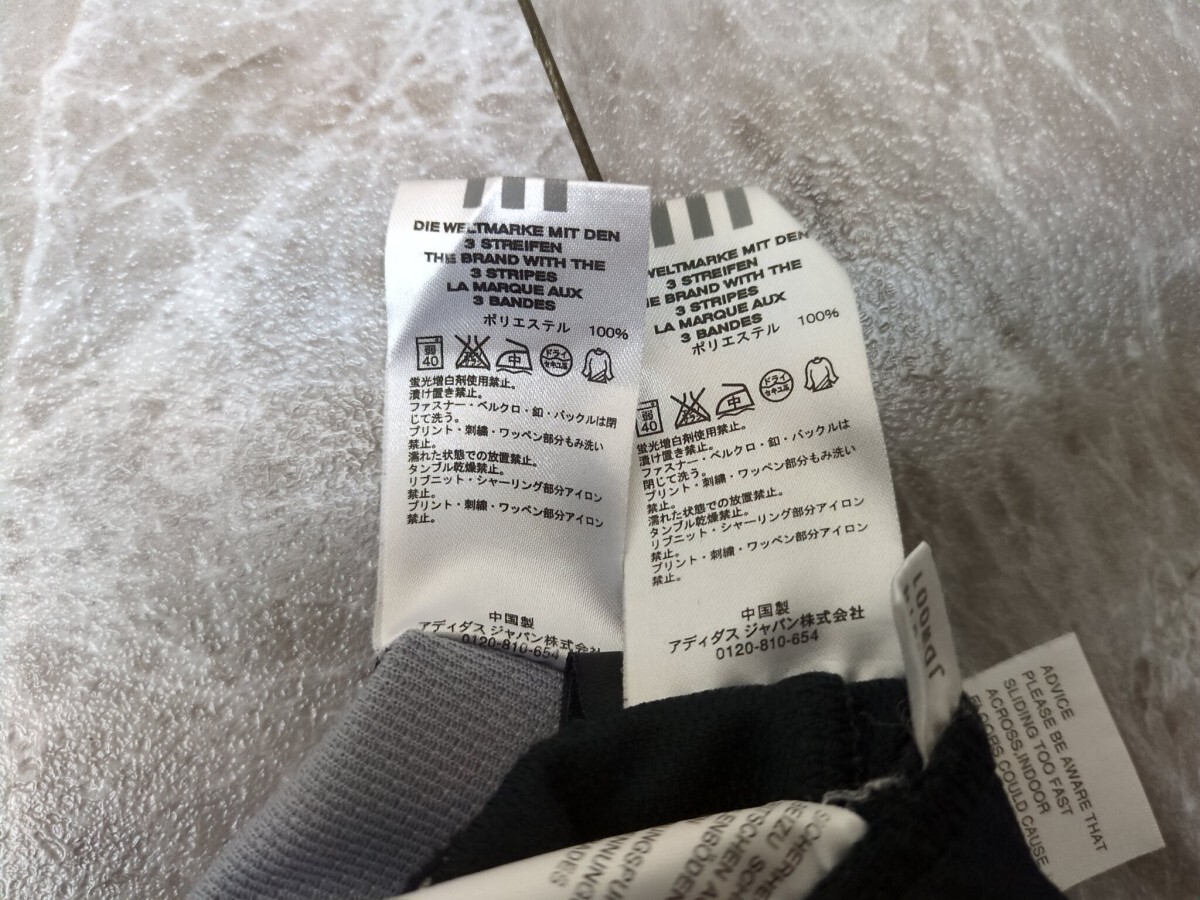 DIE WELTMARKE MIT DEN
3 STREIFEN
THE BRAND WITH THE
3 STRIPES
LA MARQUE AUX
3 BANDES
ポリエステル 100%
弱
40
中
ドライ
セキユ系
蛍光増白剤使用禁止。
漬け置き禁止。
ファスナー・ベルクロ・釦・バックルは閉
じて洗う。
プリント・刺繍・ワッペン部分もみ洗い
禁止。
濡れた状態での放置禁止。
タンブル乾燥禁止。
リブニット・シャーリング部分アイロン
禁止。
プリント・刺繍・ワッペン部分アイロン
禁止。
中国製
アディダス ジャパン株式会社
0120-810-654
WELTMARKE MIT DEN
3 STREIFEN
BRAND WITH THE
3 STRIPES
LA MARQUE AUX
3 BANDES
ポリエステル 100%
弱
40
中
ドライ
セキユ系
蛍光増白剤使用禁止。
漬け置き禁止。
ファスナー・ベルクロ・釦・バックルは
閉じて洗う。
プリント・刺繍・ワッペン部分もみ洗い
禁止。
濡れた状態での放置禁止。
タンブル乾燥禁止。
リブニット・シャーリング部分アイロン
禁止。
プリント・刺繍・ワッペン部分アイロン
禁止。
中国製
アディダス ジャパン株式会社
0120-810-654
JDW001
ADVICE
PLEASE BE AWARE THAT
SLIDING TOO FAST
ACROSS,INDOOR
FLOORS,COULD CAUSE